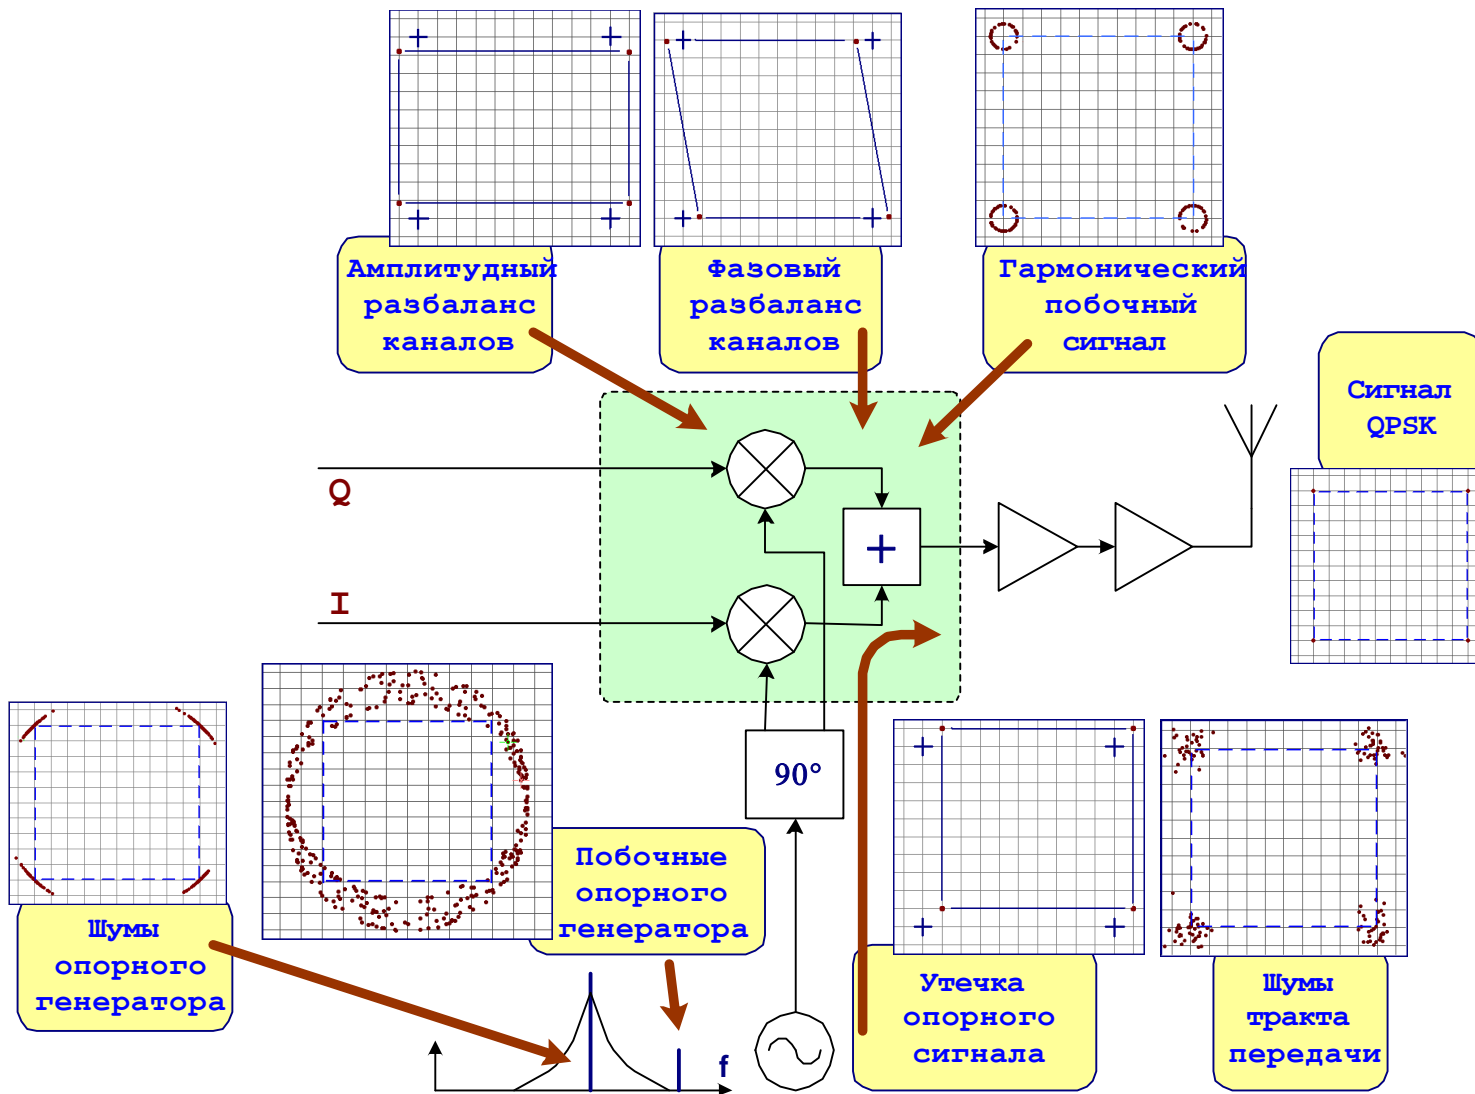 Амплитудный
разбаланс
каналов
Фазовый
разбаланс
каналов
Гармонический
побочный
сигнал
Сигнал
QPSK
Q
+
I
90°
Побочные
опорного
генератора
Шумы
опорного
генератора
Утечка
опорного
сигнала
Шумы
тракта
передачи
f